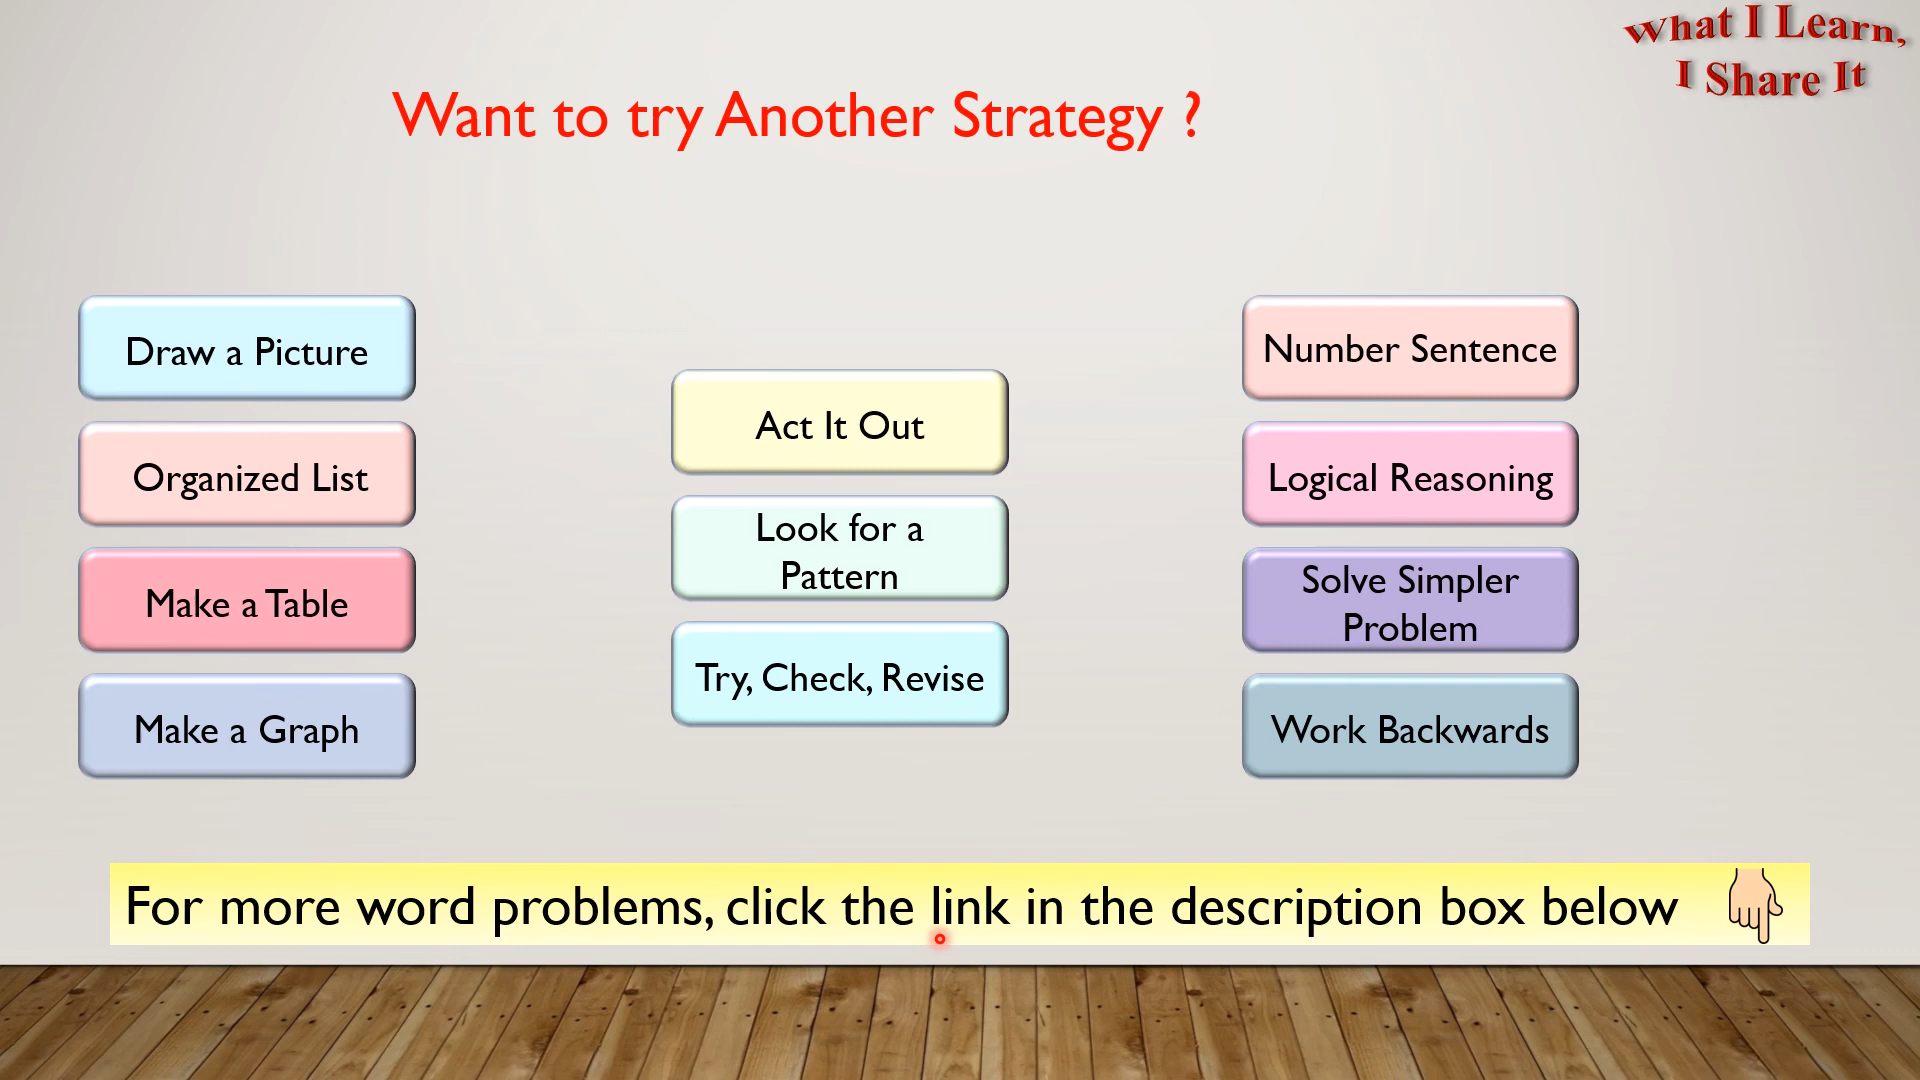 What I Learn,
I Share It
Want to try Another Strategy ?
Draw a Picture
Organized List
Make a Table
Make a Graph
Act It Out
Look for a
Pattern
Try, Check, Revise
Number Sentence
Logical Reasoning
Solve Simpler
Problem
Work Backwards
For more word problems, click the link in the description box below